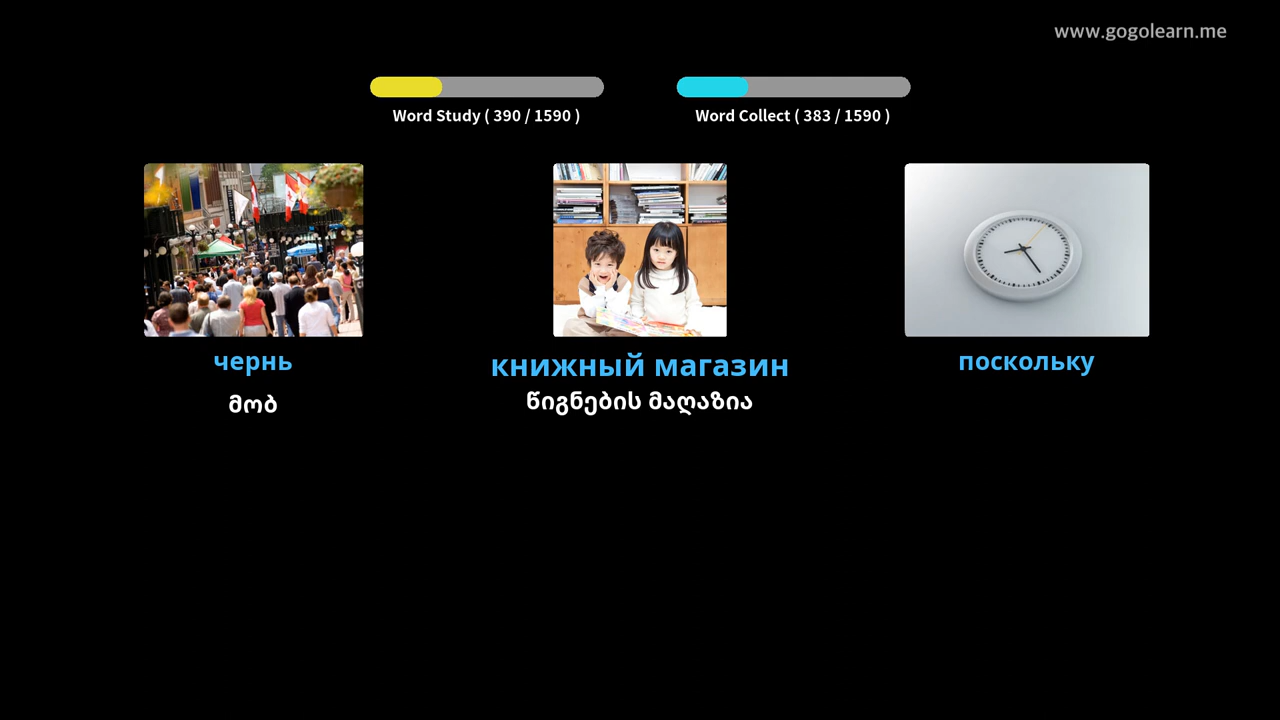 www.gogolearn.me
Word Study ( 390 / 1590 )
Word Collect ( 383 / 1590 )
чернь
მობ
книжный магазин
წიგნების მაღაზია
поскольку